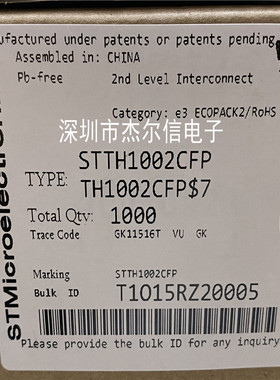 nufactured under patents or patents pending
Assembled in: CHINA
Pb-free 2nd Level Interconnect
Category: e3 ECOPACK2/RoHS
深圳市杰尔信电子
STTH1002CFP
TYPE: TH1002CFP$7
Total Qty: 1000
Trace Code GK11516T VU GK
Marking STTH1002CFP
Bulk ID T1015RZ20005
Please provide the bulk ID for any inquiry
STMicroelectron